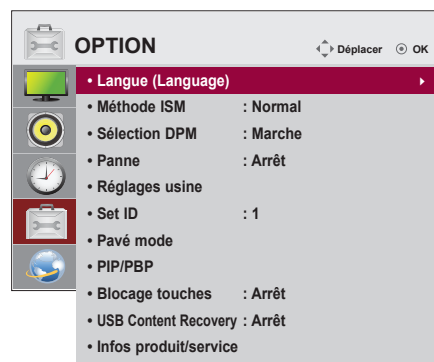 OPTION Déplacer OK
• Langue (Language)
• Méthode ISM : Normal
• Sélection DPM : Marche
• Panne : Arrêt
• Réglages usine
• Set ID : 1
• Pavé mode
• PIP/PBP
• Blocage touches : Arrêt
• USB Content Recovery : Arrêt
• Infos produit/service